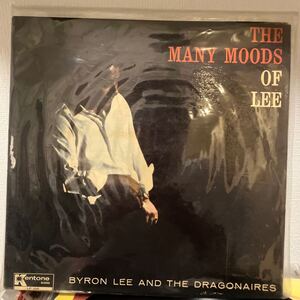 THE
MANY MOODS
OF
LEE
Kentone
BYRON LEE AND THE DRAGONAIRES